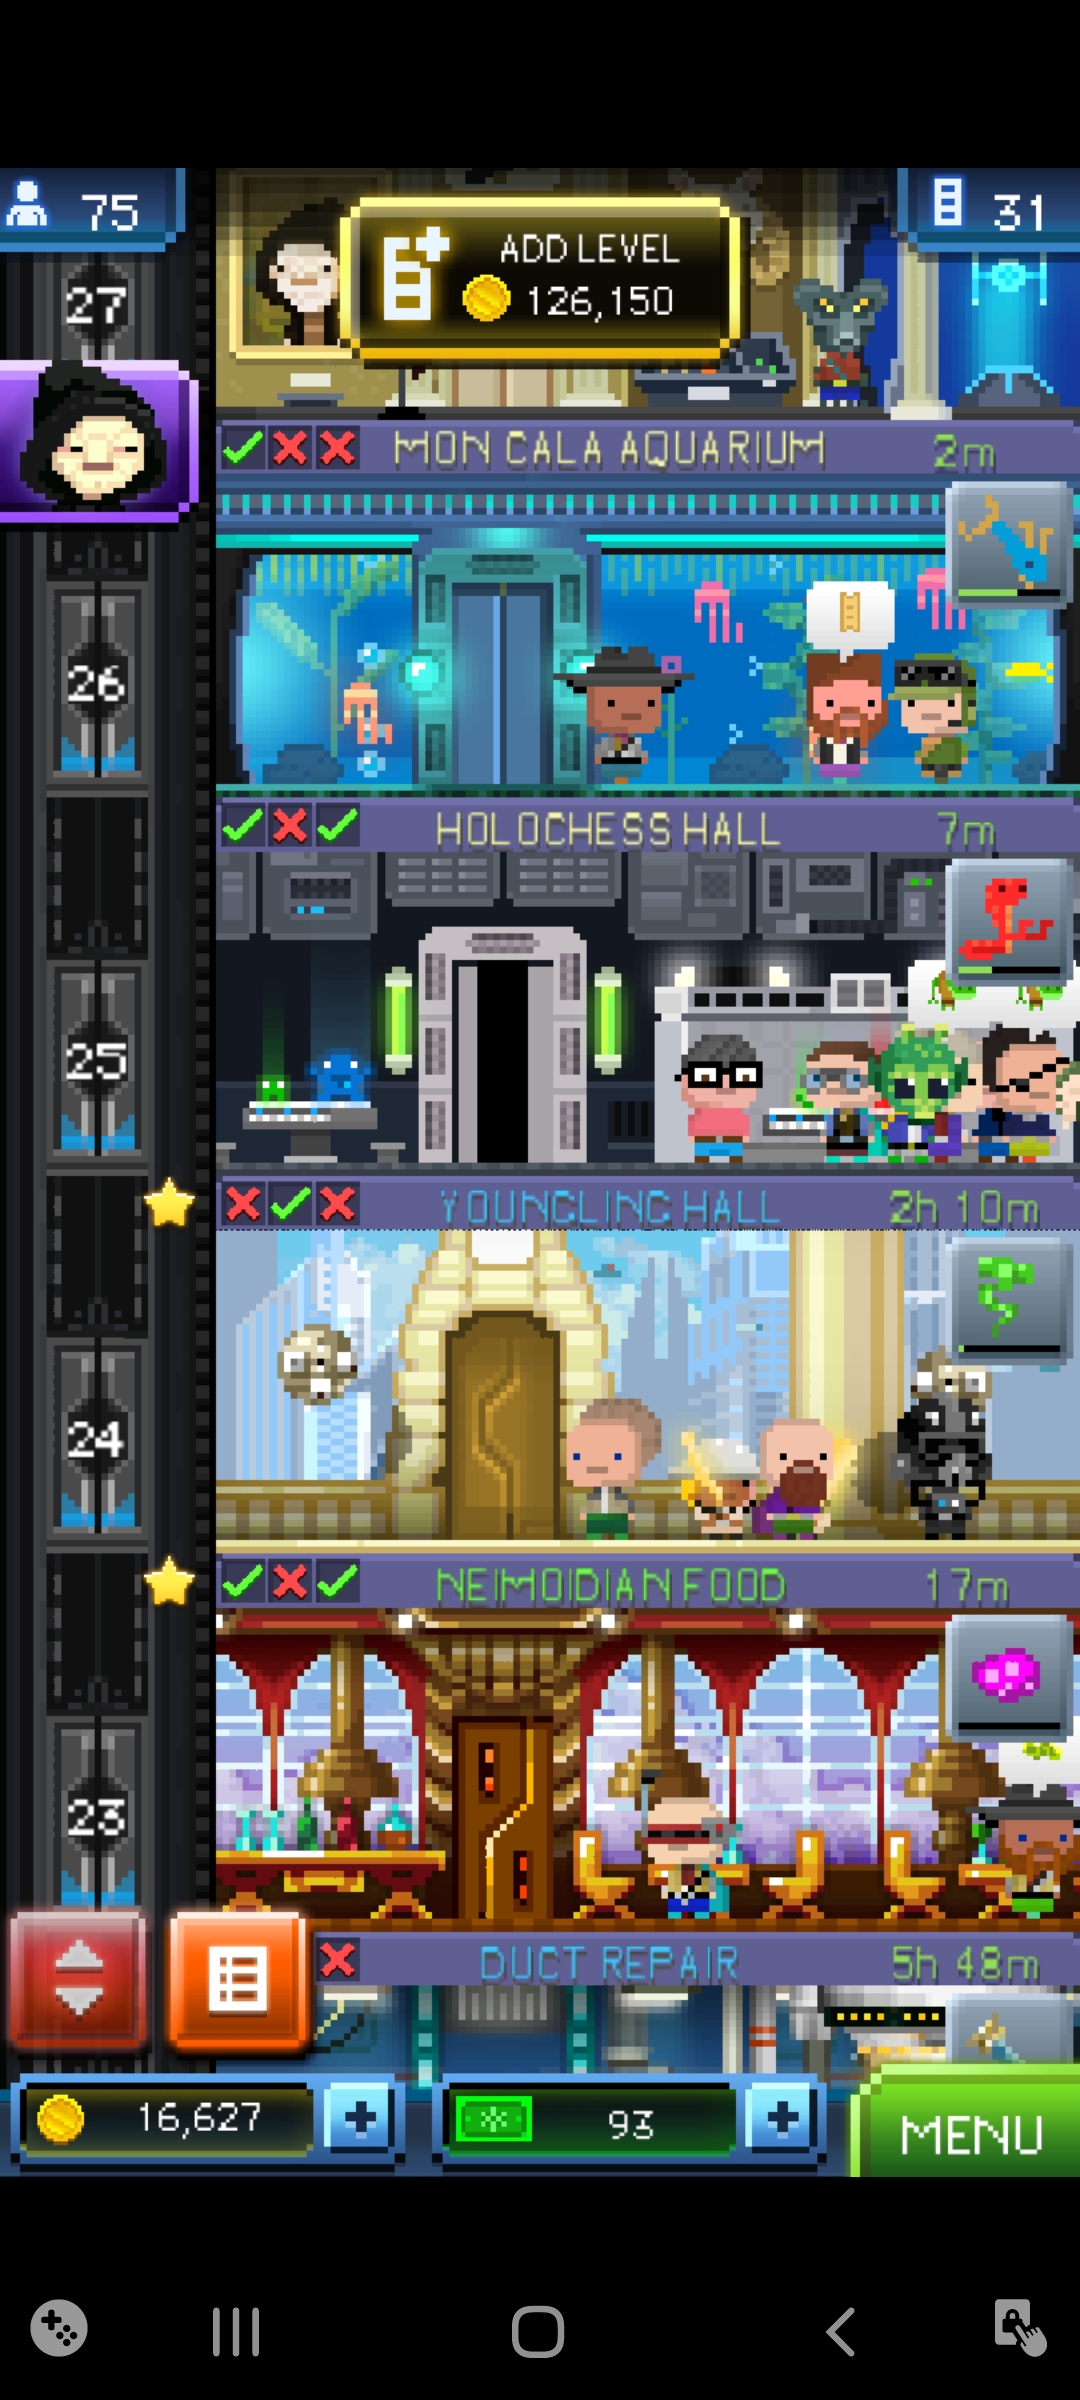 75
31
ADD LEVEL
126,150
27
MON CALA AQUARIUM 2m
26
HOLOCHESS HALL 7m
25
YOUNGLING HALL 2h 10m
24
NEIMOIDIAN FOOD 17m
23
DUCT REPAIR 5h 48m
16,627
93
MENU